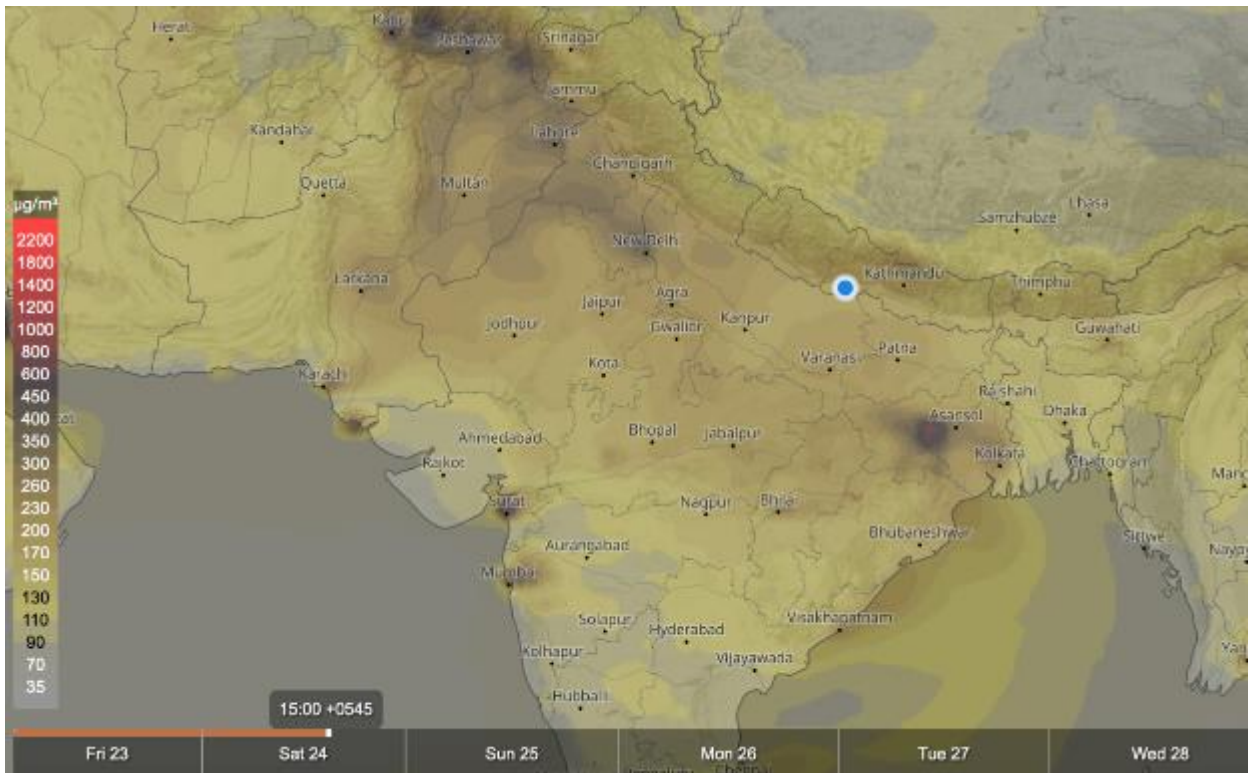 Herat
Peshawar
Srinagar
Jammu
Kandahar
Lahore
Chandigarh
Quetta
Multan
µg/m³
Lhasa
Samzhubze
2200
New Delhi
1800
Kathmandu
Larkana
Thimphu
1400
Agra
1200
Jaipur
Jodhpur
Kanpur
Gwalior
Guwahati
1000
Patna
Varanasi
800
Kota
600
Karachi
Rajshahi
450
Dhaka
Asansol
400
Bhopal
Jabalpur
Ahmedabad
350
Kolkata
Rajkot
Chattogram
300
260
Surat
Nagpur
Bhilai
230
200
Bhubaneshwar
Sittwe
170
Aurangabad
150
Mumbai
130
110
Solapur
Visakhapatnam
90
Hyderabad
70
Kolhapur
Vijayawada
35
Hubballi
15:00 +0545
Fri 23 Sat 24 Sun 25 Mon 26 Tue 27 Wed 28